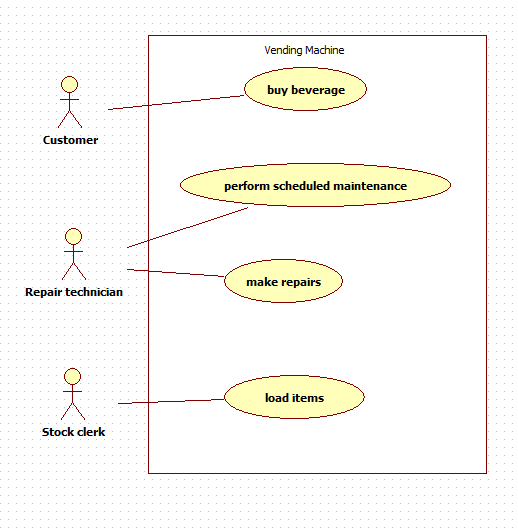 Vending Machine
buy beverage
Customer
perform scheduled maintenance
Repair technician
make repairs
load items
Stock clerk